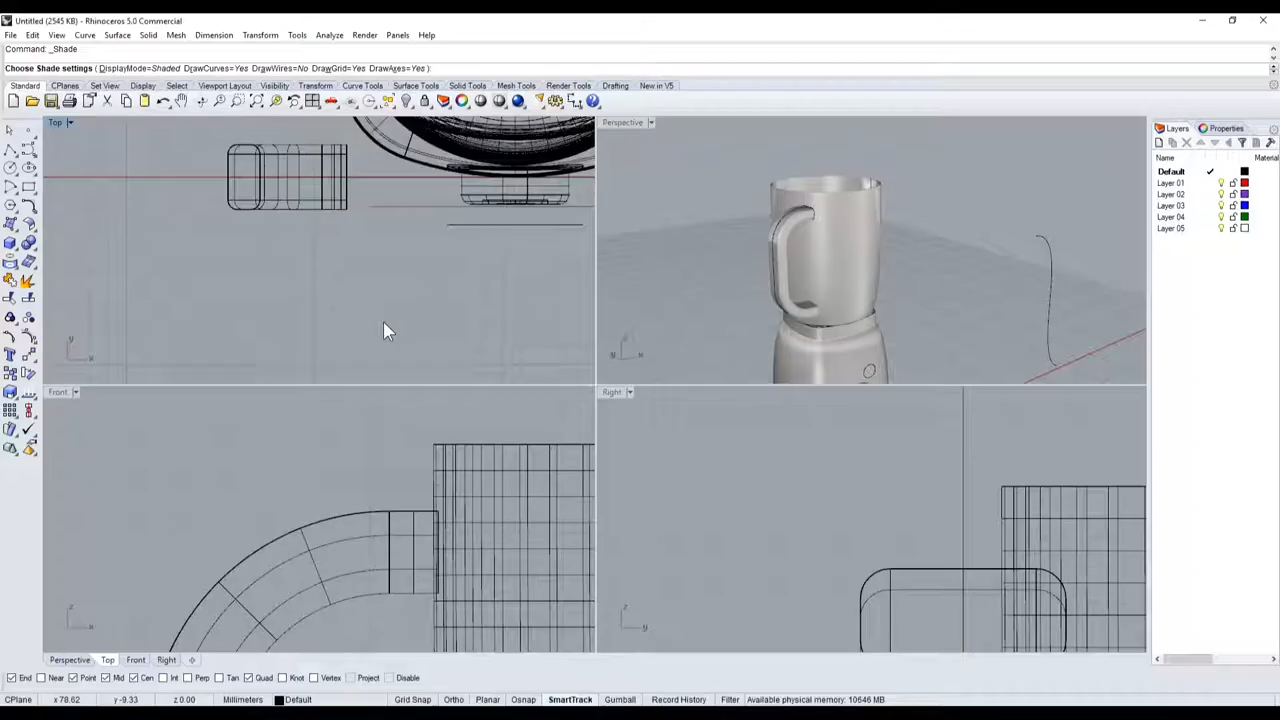 Untitled (2545 KB) - Rhinoceros 5.0 Commercial
File Edit View Curve Surface Solid Mesh Dimension Transform Tools Analyze Render Panels Help
Command: _Shade
Choose Shade settings ( DisplayMode=Shaded DrawCurves=Yes DrawWires=No DrawGrid=Yes DrawAxes=Yes ):
Standard CPlanes Set View Display Select Viewport Layout Visibility Transform Curve Tools Surface Tools Solid Tools Mesh Tools Render Tools Drafting New in V5
Top
Perspective
Layers Properties
Name Material
Default
Layer 01
Layer 02
Layer 03
Layer 04
Layer 05
y x
z y x
Front
Right
z x
z y
Perspective Top Front Right
End Near Point Mid Cen Int Perp Tan Quad Knot Vertex Project Disable
CPlane x 78.62 y -9.33 z 0.00 Millimeters Default Grid Snap Ortho Planar Osnap SmartTrack Gumball Record History Filter Available physical memory: 10646 MB